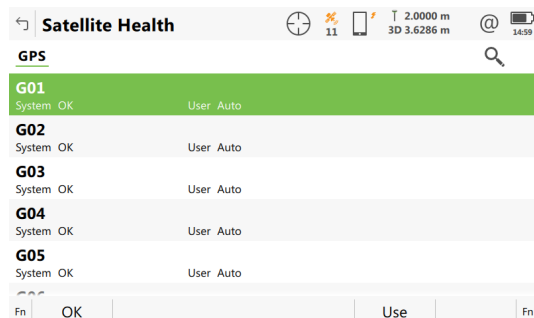 Satellite Health
11
2.0000 m
3D 3.6286 m
@
14:59
GPS
G01
System OK User Auto
G02
System OK User Auto
G03
System OK User Auto
G04
System OK User Auto
G05
System OK User Auto
Fn OK Use Fn